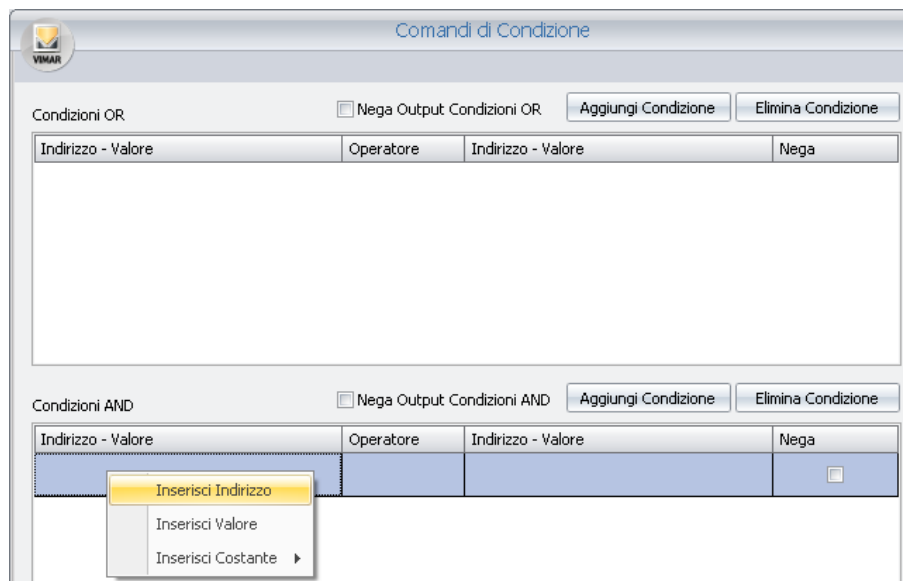 Comandi di Condizione
VIMAR
Condizioni OR
Nega Output Condizioni OR
Aggiungi Condizione
Elimina Condizione
Indirizzo - Valore
Operatore
Indirizzo - Valore
Nega
Condizioni AND
Nega Output Condizioni AND
Aggiungi Condizione
Elimina Condizione
Indirizzo - Valore
Operatore
Indirizzo - Valore
Nega
Inserisci Indirizzo
Inserisci Valore
Inserisci Costante